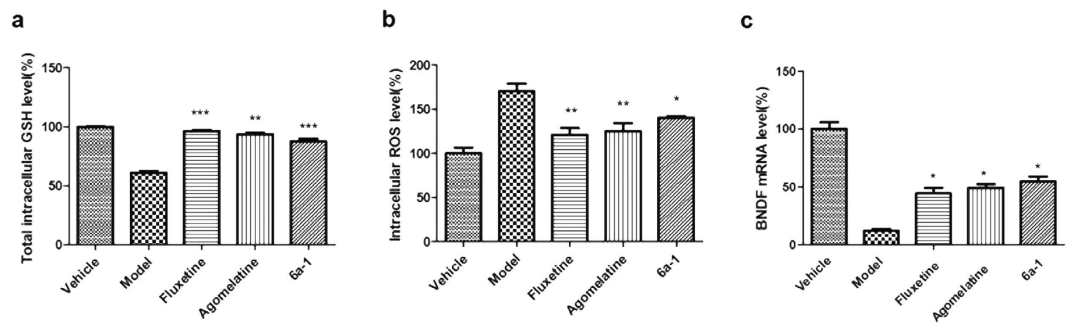 a
Total intracellular GSH level(%)
150
100
50
0
***
**
***
Vehicle
Model
Fluxetine
Agomelatine
6a-1
b
Intracellular ROS level(%)
200
150
100
50
0
**
**
*
Vehicle
Model
Fluxetine
Agomelatine
6a-1
c
BNDF mRNA level(%)
150
100
50
0
*
*
*
Vehicle
Model
Fluxetine
Agomelatine
6a-1